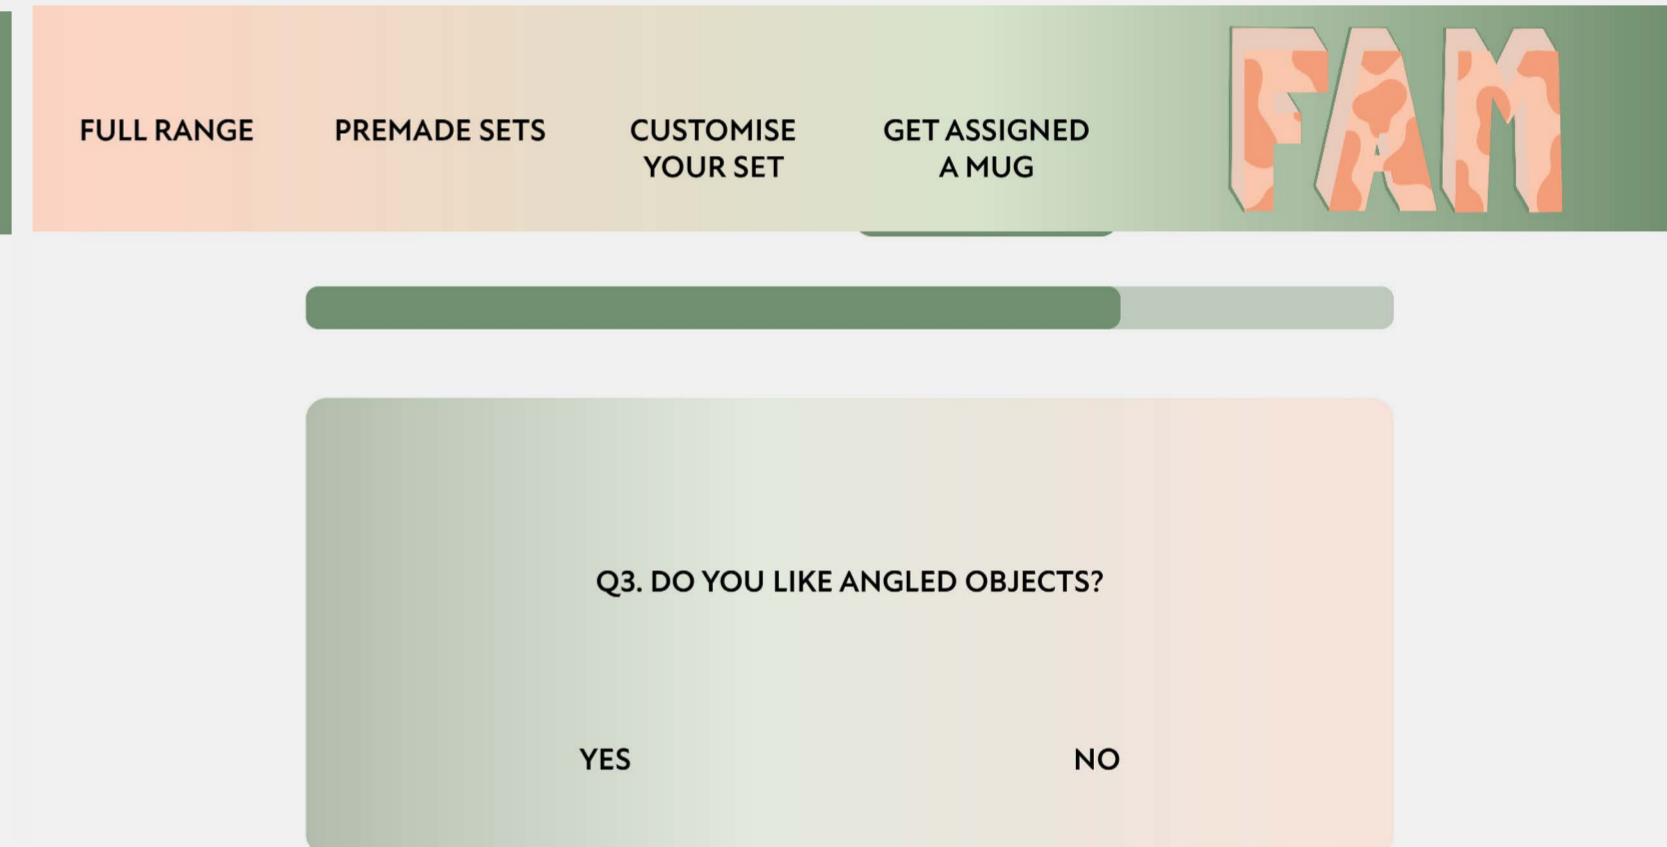 FULL RANGE
PREMADE SETS
CUSTOMISE
YOUR SET
GET ASSIGNED
A MUG
FAM
Q3. DO YOU LIKE ANGLED OBJECTS?
YES
NO